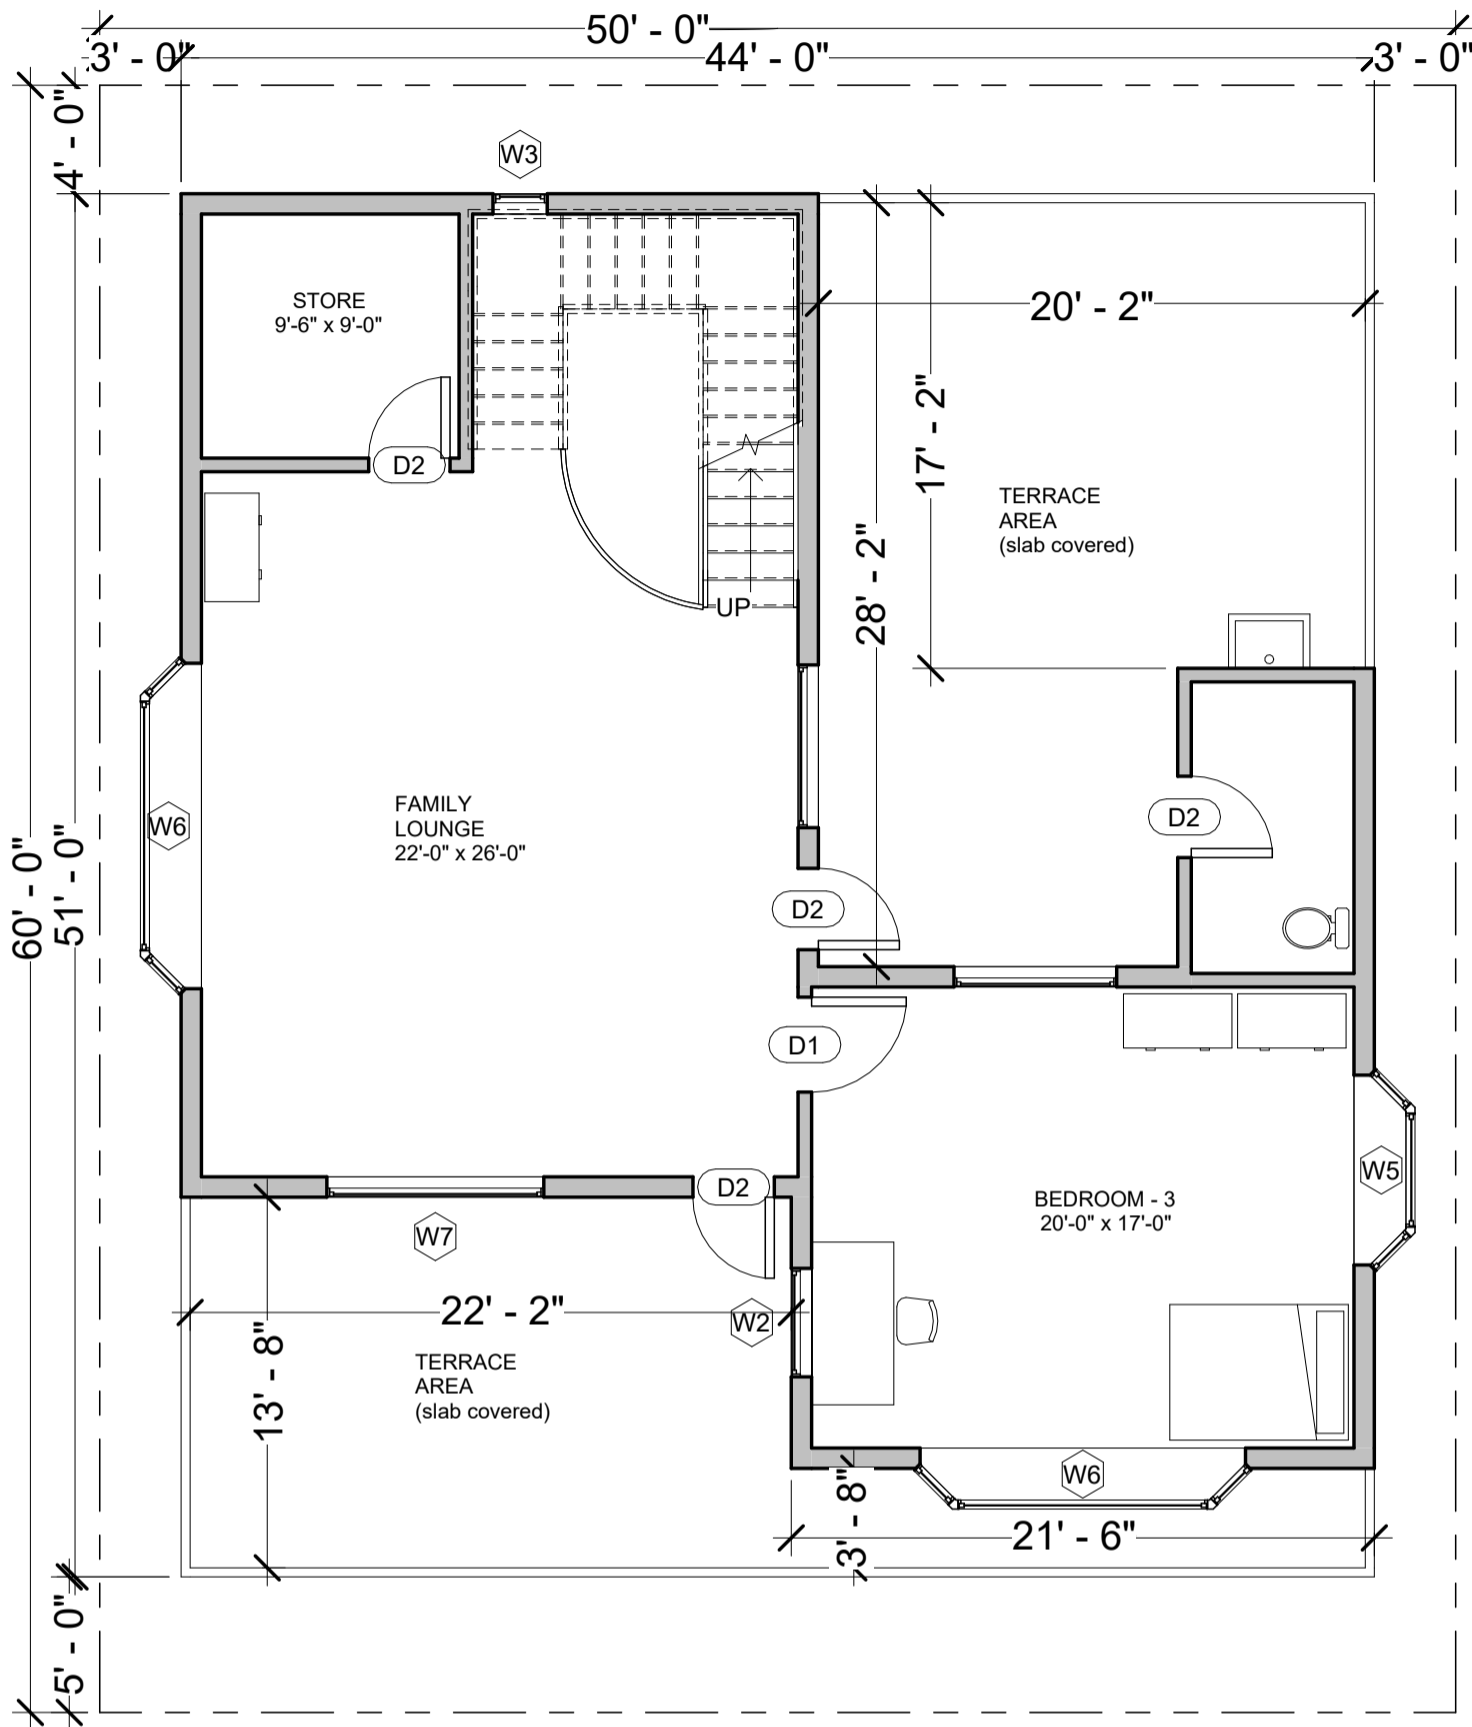 50' - 0"
3' - 0"
44' - 0"
3' - 0"
4' - 0"
W3
STORE
9'-6" x 9'-0"
20' - 2"
17' - 2"
D2
TERRACE
AREA
(slab covered)
28' - 2"
UP
FAMILY
LOUNGE
22'-0" x 26'-0"
W6
D2
60' - 0"
51' - 0"
D2
D1
BEDROOM - 3
20'-0" x 17'-0"
W5
D2
W7
22' - 2"
W2
13' - 8"
TERRACE
AREA
(slab covered)
W6
3' - 8"
21' - 6"
5' - 0"